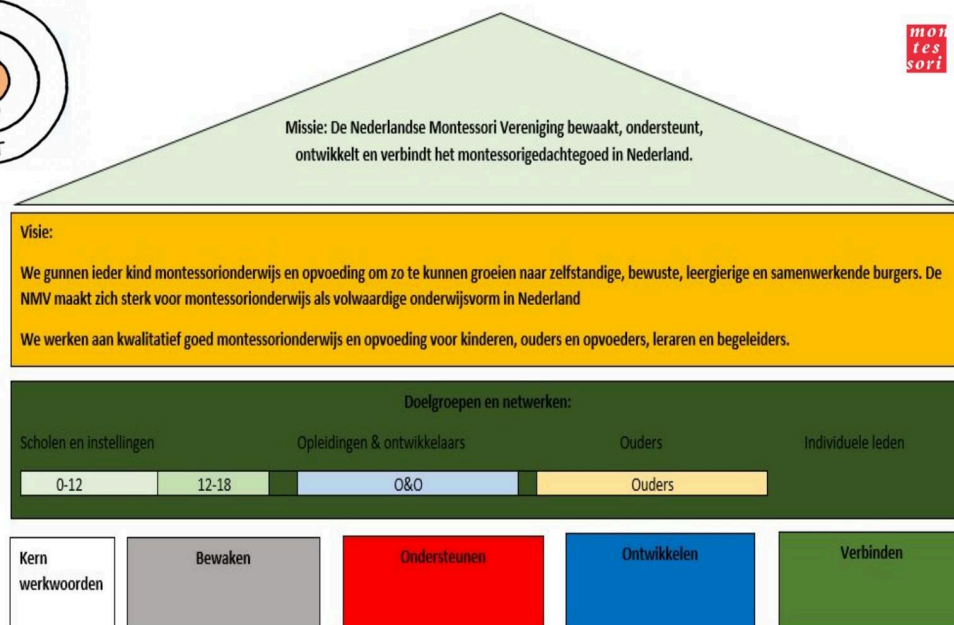 mon
tes
sori
Missie: De Nederlandse Montessori Vereniging bewaakt, ondersteunt,
ontwikkelt en verbindt het montessorigedachtegoed in Nederland.
Visie:
We gunnen ieder kind montessorionderwijs en opvoeding om zo te kunnen groeien naar zelfstandige, bewuste, leergierige en samenwerkende burgers. De
NMV maakt zich sterk voor montessorionderwijs als volwaardige onderwijsvorm in Nederland
We werken aan kwalitatief goed montessorionderwijs en opvoeding voor kinderen, ouders en opvoeders, leraren en begeleiders.
Doelgroepen en netwerken:
Scholen en instellingen Opleidingen & ontwikkelaars Ouders Individuele leden
0-12 12-18 O&O Ouders
Kern
werkwoorden
Bewaken
Ondersteunen
Ontwikkelen
Verbinden